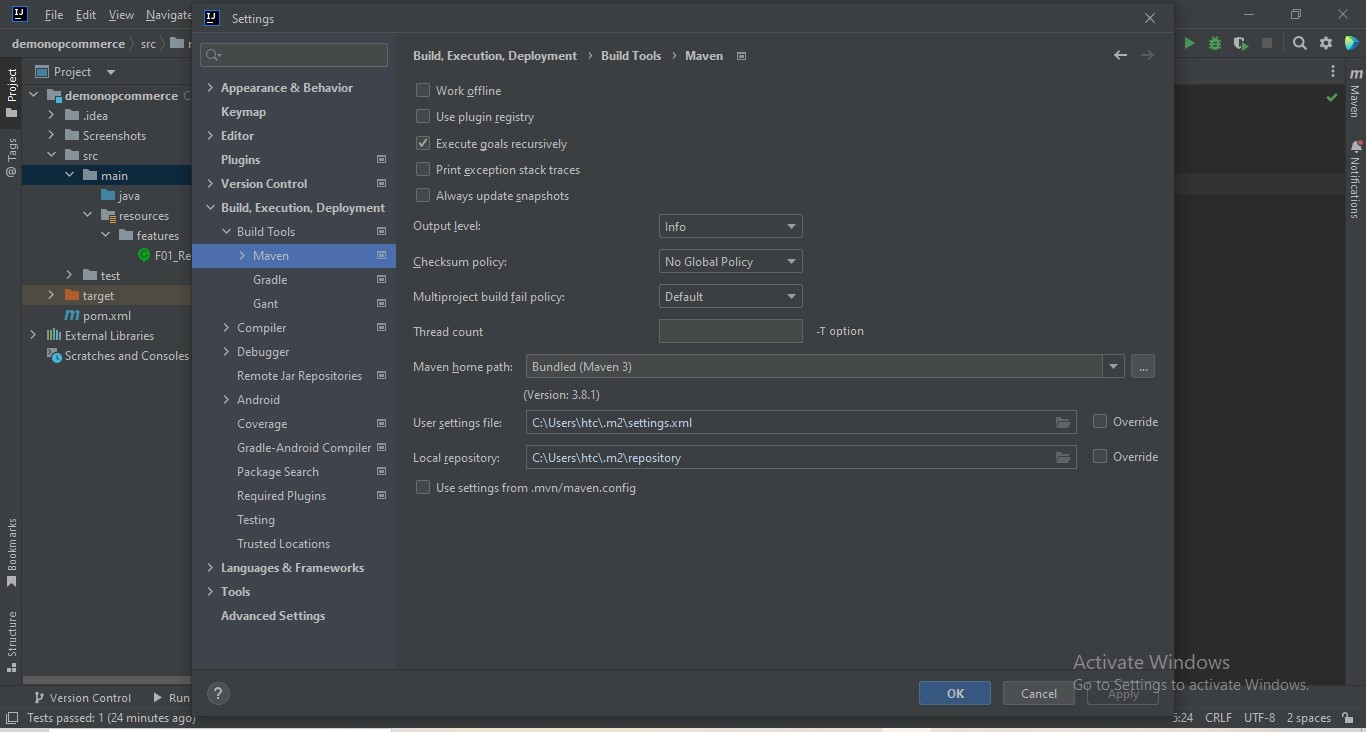 IJ File Edit View Navigate
Settings
demonopcommerce src
Project
Project
demonopcommerce
.idea
Screenshots
src
main
java
resources
features
F01_Re
test
target
pom.xml
External Libraries
Scratches and Consoles
Tags
Bookmarks
Structure
Appearance & Behavior
Keymap
Editor
Plugins
Version Control
Build, Execution, Deployment
Build Tools
Maven
Gradle
Gant
Compiler
Debugger
Remote Jar Repositories
Android
Coverage
Gradle-Android Compiler
Package Search
Required Plugins
Testing
Trusted Locations
Languages & Frameworks
Tools
Advanced Settings
Build, Execution, Deployment › Build Tools › Maven
Work offline
Use plugin registry
Execute goals recursively
Print exception stack traces
Always update snapshots
Output level: Info
Checksum policy: No Global Policy
Multiproject build fail policy: Default
Thread count -T option
Maven home path: Bundled (Maven 3) ...
(Version: 3.8.1)
User settings file: C:\Users\htc\.m2\settings.xml Override
Local repository: C:\Users\htc\.m2\repository Override
Use settings from .mvn/maven.config
? OK Cancel Apply
m Maven
Notifications
Activate Windows
Go to Settings to activate Windows.
Version Control Run
Tests passed: 1 (24 minutes ago)
:24 CRLF UTF-8 2 spaces